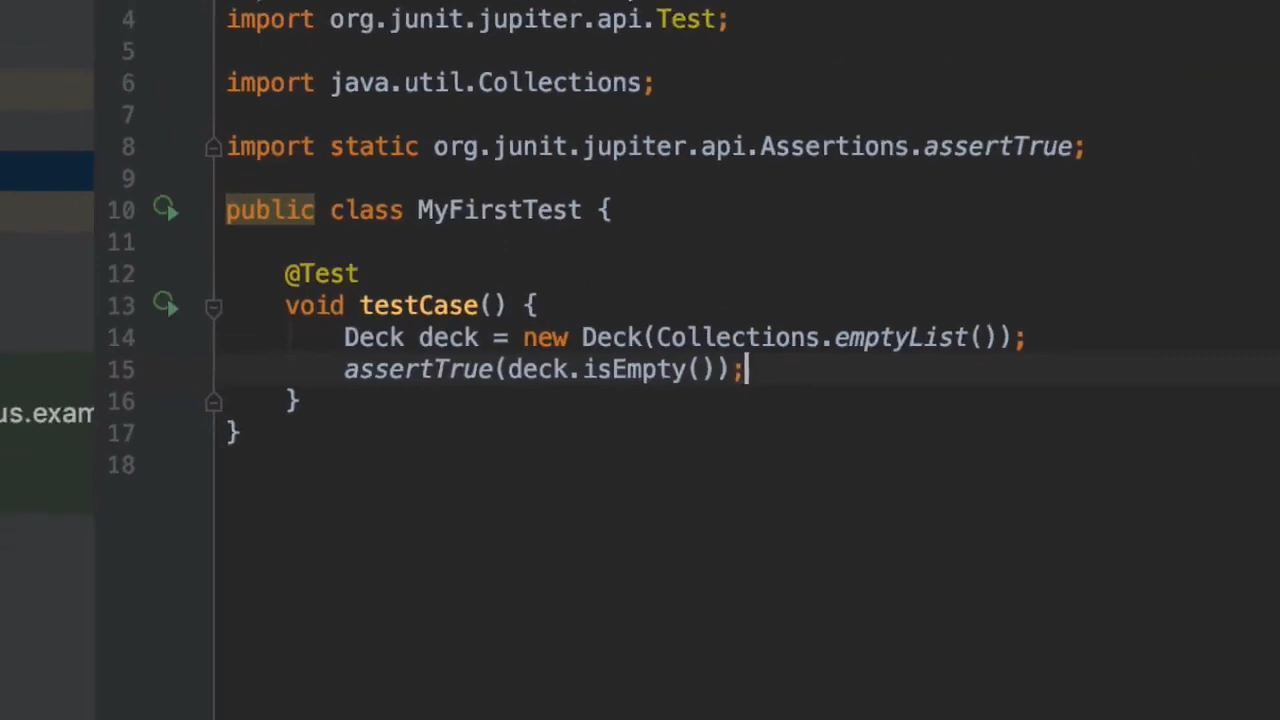 4 import org.junit.jupiter.api.Test;
5
6 import java.util.Collections;
7
8 import static org.junit.jupiter.api.Assertions.assertTrue;
9
10 public class MyFirstTest {
11
12 @Test
13 void testCase() {
14 Deck deck = new Deck(Collections.emptyList());
15 assertTrue(deck.isEmpty());
16 }
us.exam
17 }
18